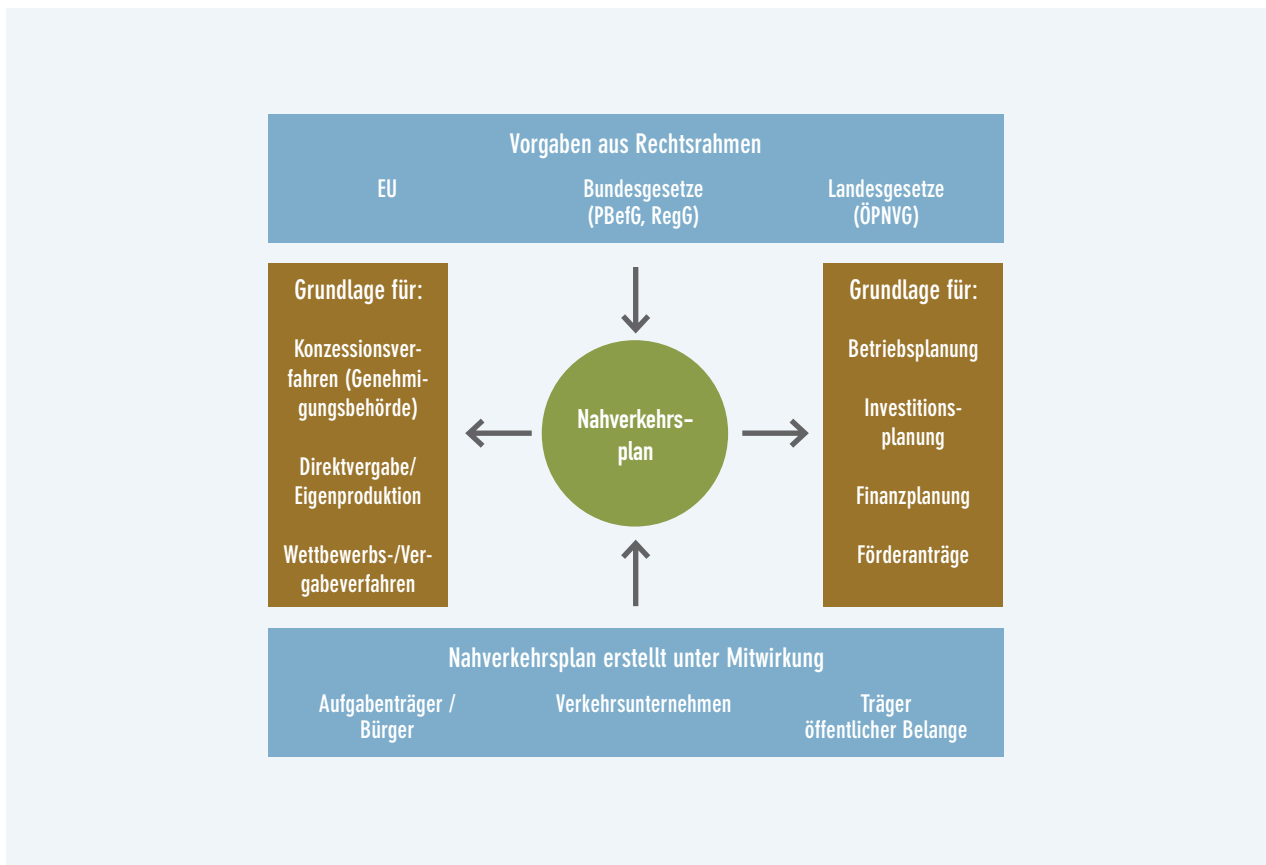 Vorgaben aus Rechtsrahmen
EU
Bundesgesetze
(PBefG, RegG)
Landesgesetze
(ÖPNVG)
Grundlage für:
Konzessionsver-
fahren (Genehmi-
gungsbehörde)
Direktvergabe/
Eigenproduktion
Wettbewerbs-/Ver-
gabeverfahren
Nahverkehrs-
plan
Grundlage für:
Betriebsplanung
Investitions-
planung
Finanzplanung
Förderanträge
Nahverkehrsplan erstellt unter Mitwirkung
Aufgabenträger /
Bürger
Verkehrsunternehmen
Träger
öffentlicher Belange